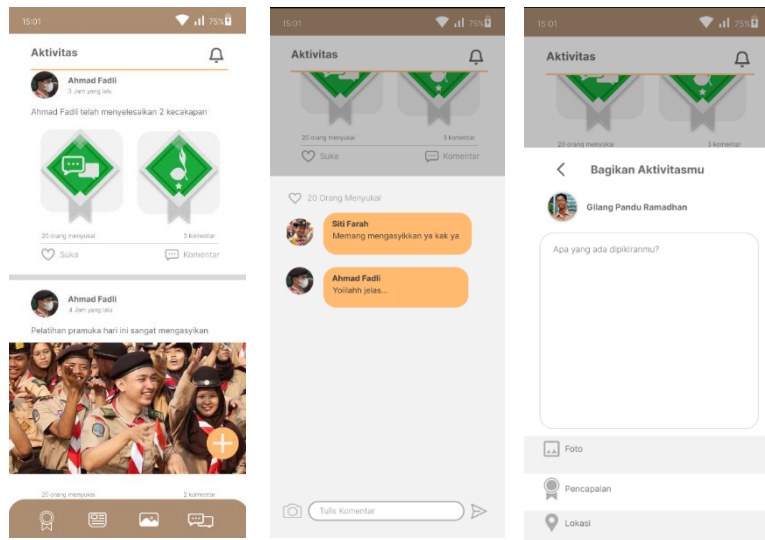 15:01
75%
Aktivitas
Ahmad Fadli
3 Jam yang lalu
Ahmad Fadli telah menyelesaikan 2 kecakapan
20 orang menyukai
3 komentar
Suka
Komentar
Ahmad Fadli
4 Jam yang lalu
Pelatihan pramuka hari ini sangat mengasyikan
20 orang menyukai
2 komentar
15:01
75%
Aktivitas
20 orang menyukai
3 komentar
Suka
Komentar
20 Orang Menyukai
Siti Farah
Memang mengasyikkan ya kak ya
Ahmad Fadli
Yoiilahh jelas...
Tulis Komentar
15:01
75%
Aktivitas
20 orang menyukai
3 komentar
Bagikan Aktivitasmu
Gilang Pandu Ramadhan
Apa yang ada dipikiranmu?
Foto
Pencapaian
Lokasi